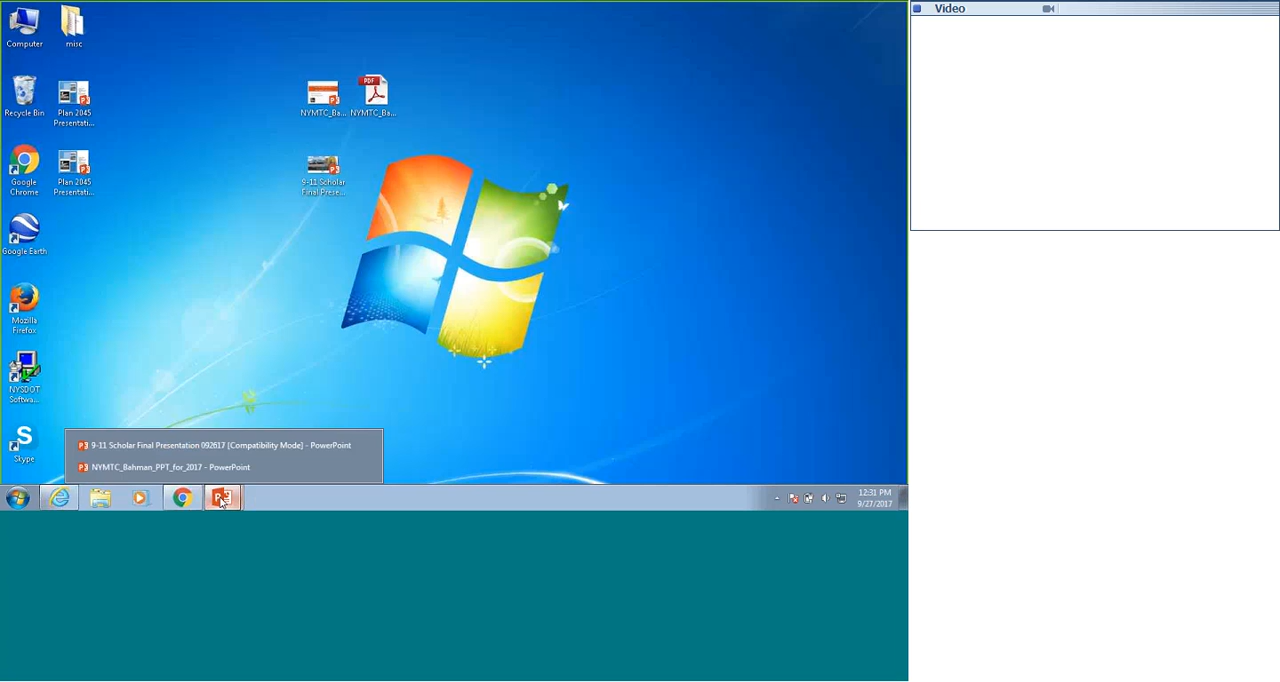 Video
Computer
misc
Recycle Bin
Plan 2045
Presentati...
NYMTC_Ba...
PDF
NYMTC_Ba...
Google
Chrome
Plan 2045
Presentati...
9-11 Scholar
Final Prese...
Google Earth
Mozilla
Firefox
NYSDOT
Softwa...
Skype
9-11 Scholar Final Presentation 092617 [Compatibility Mode] - PowerPoint
NYMTC_Bahman_PPT_for_2017 - PowerPoint
12:31 PM
9/27/2017